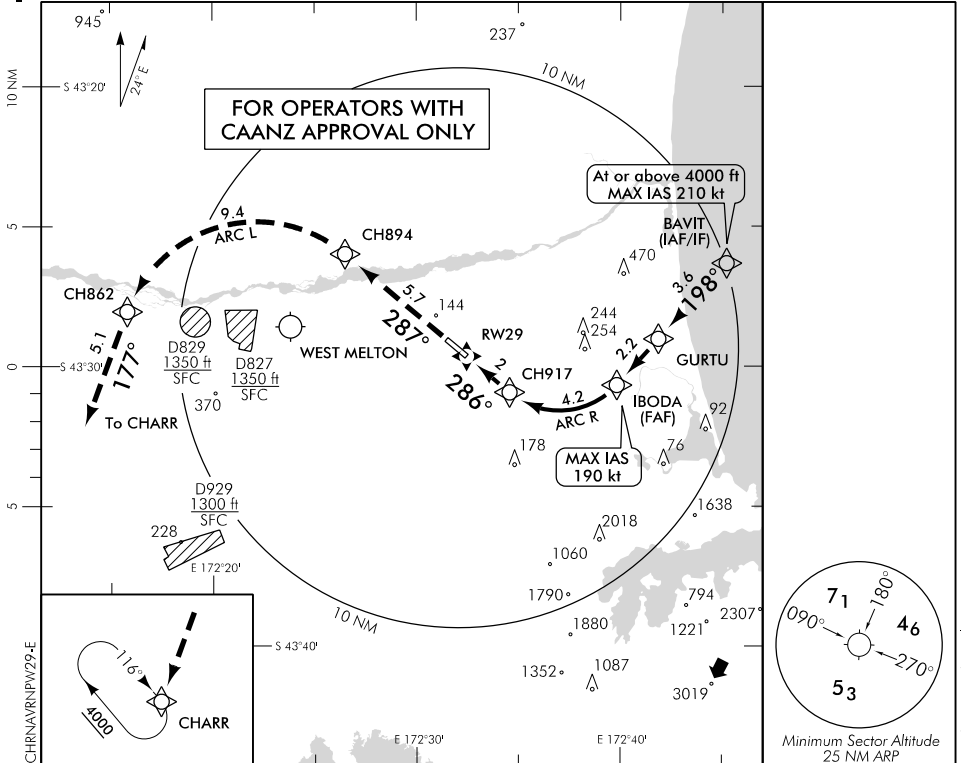 945
237
24° E
10 NM
S 43°20'
10 NM
FOR OPERATORS WITH
CAANZ APPROVAL ONLY
At or above 4000 ft
MAX IAS 210 kt
5
9.4
ARC L
CH894
BAVIT
(IAF/IF)
470
3.6
198°
CH862
5.7
287°
144
244
254
RW29
2.2
GURTU
D829
1350 ft
SFC
D827
1350 ft
SFC
WEST MELTON
0
S 43°30'
5.1
177°
2
286°
CH917
4.2
ARC R
IBODA
(FAF)
370
To CHARR
92
178
76
MAX IAS
190 kt
5
D929
1300 ft
SFC
228
1638
2018
1060
E 172°20'
1790
794
2307
1221
1880
10 NM
S 43°40'
1352
1087
3019
116°
4000
CHARR
E 172°30'
E 172°40'
CHRNAVRNPW29-E
71
180°
090°
46
270°
53
Minimum Sector Altitude
25 NM ARP